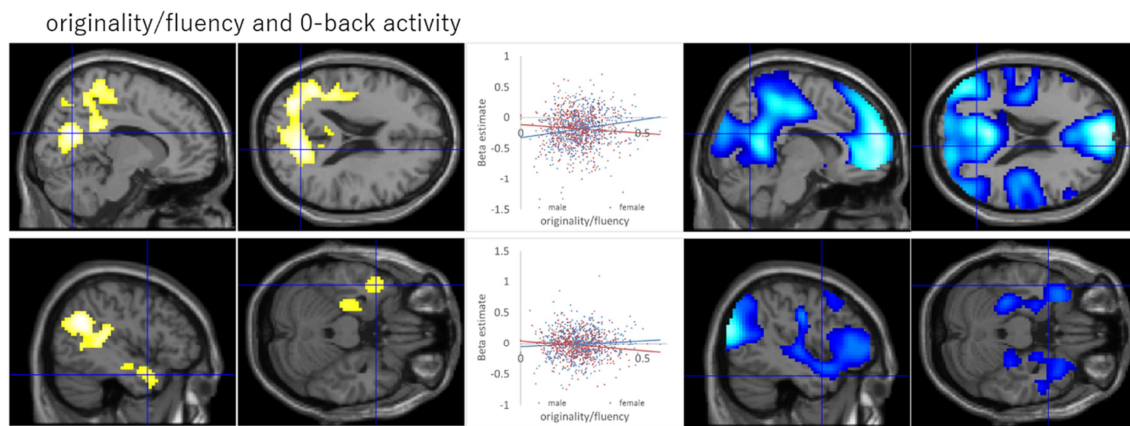 originality/fluency and 0-back activity
1
0.5
0
0
0.5
-0.5
-1
-1.5
Beta estimate
male
female
originality/fluency
1.5
1
0.5
0
0
0.5
-0.5
-1
Beta estimate
male
female
originality/fluency